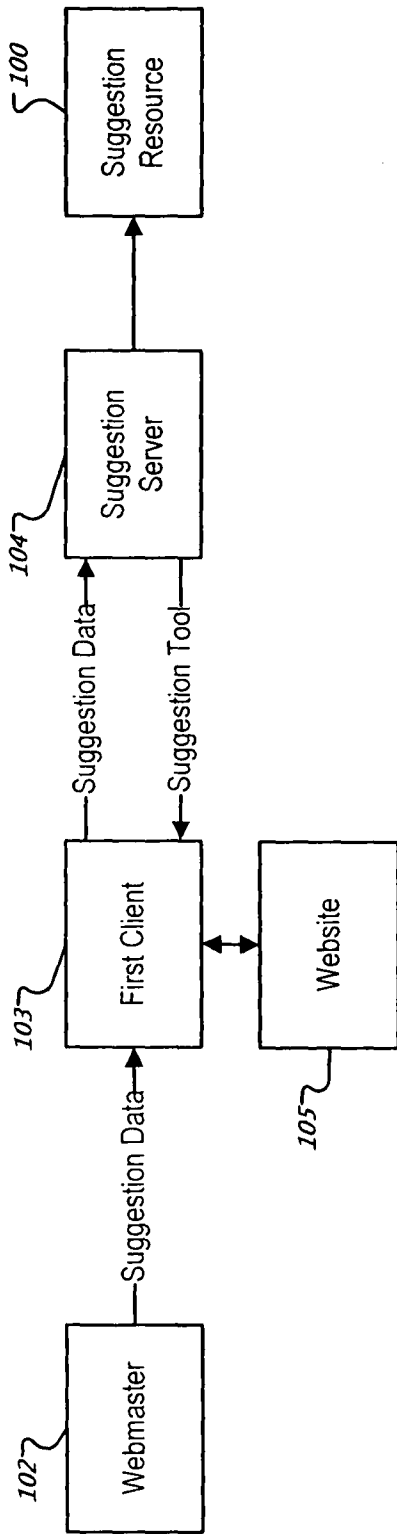 102
Webmaster
Suggestion Data
103
First Client
105
Website
Suggestion Data
Suggestion Tool
104
Suggestion
Server
100
Suggestion
Resource